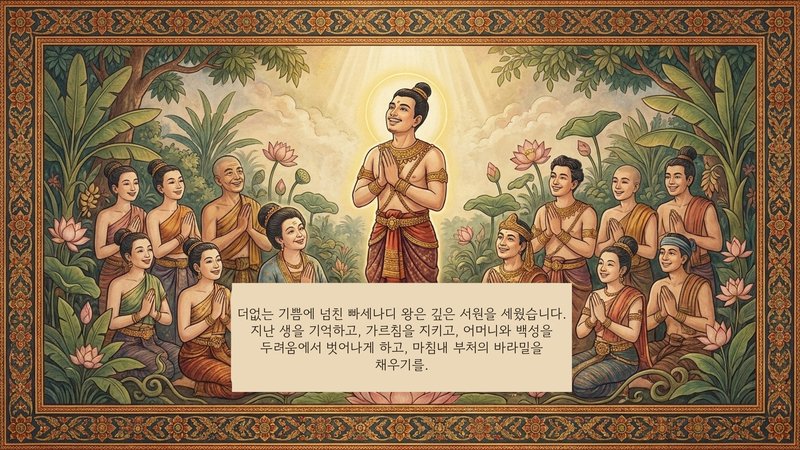 더없는 기쁨에 넘친 빠세나디 왕은 깊은 서원을 세웠습니다.
지난 생을 기억하고, 가르침을 지키고, 어머니와 백성을
두려움에서 벗어나게 하고, 마침내 부처의 바라밀을
채우기를.